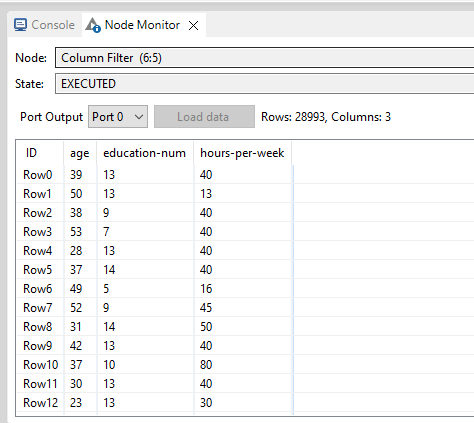 Console Node Monitor
Node: Column Filter (6:5)
State: EXECUTED
Port Output Port 0 Load data Rows: 28993, Columns: 3
ID age education-num hours-per-week
Row0 39 13 40
Row1 50 13 13
Row2 38 9 40
Row3 53 7 40
Row4 28 13 40
Row5 37 14 40
Row6 49 5 16
Row7 52 9 45
Row8 31 14 50
Row9 42 13 40
Row10 37 10 80
Row11 30 13 40
Row12 23 13 30